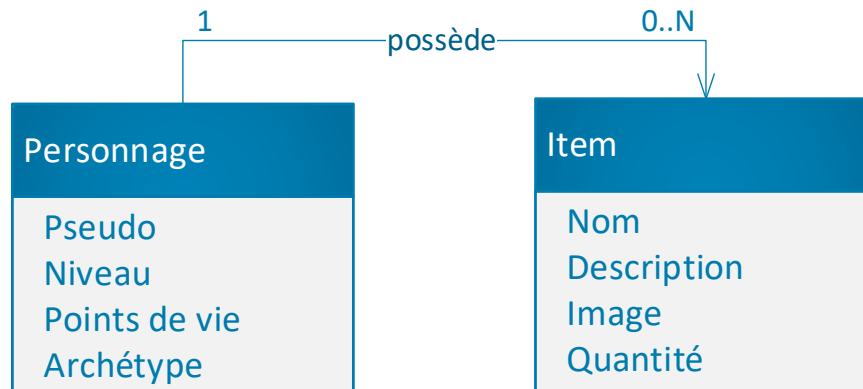 1
possède
0..N
Personnage
Pseudo
Niveau
Points de vie
Archétype
Item
Nom
Description
Image
Quantité